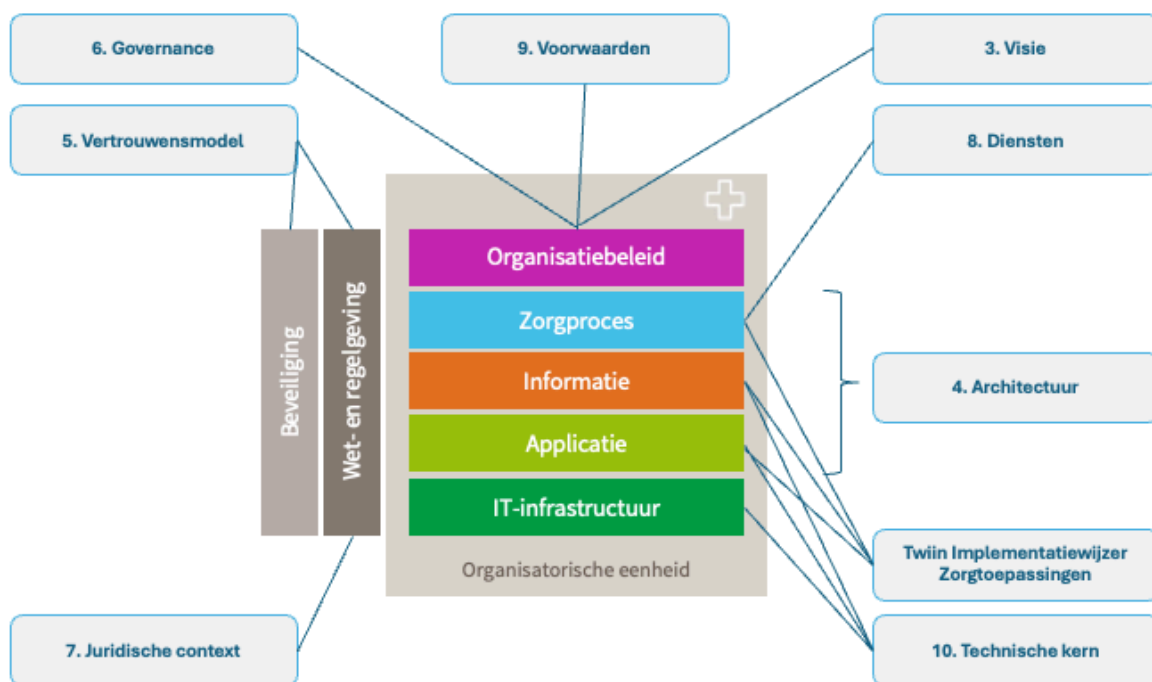 6. Governance
9. Voorwaarden
3. Visie
5. Vertrouwensmodel
8. Diensten
Beveiliging
Wet- en regelgeving
Organisatiebeleid
Zorgproces
Informatie
Applicatie
IT-infrastructuur
Organisatorische eenheid
4. Architectuur
Twiin Implementatiewijzer
Zorgtoepassingen
7. Juridische context
10. Technische kern